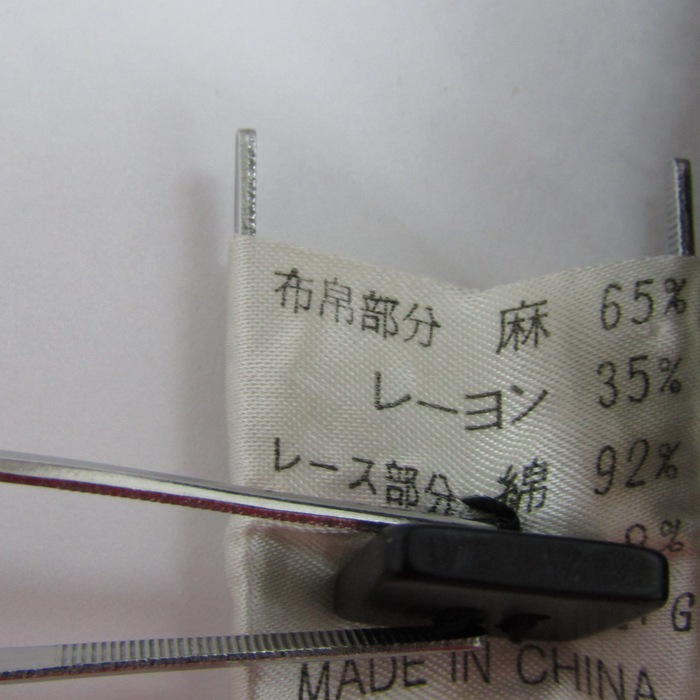 布帛部分 麻 65%
レーヨン 35%
レース部分 綿 92%
8%
G
MADE IN CHINA